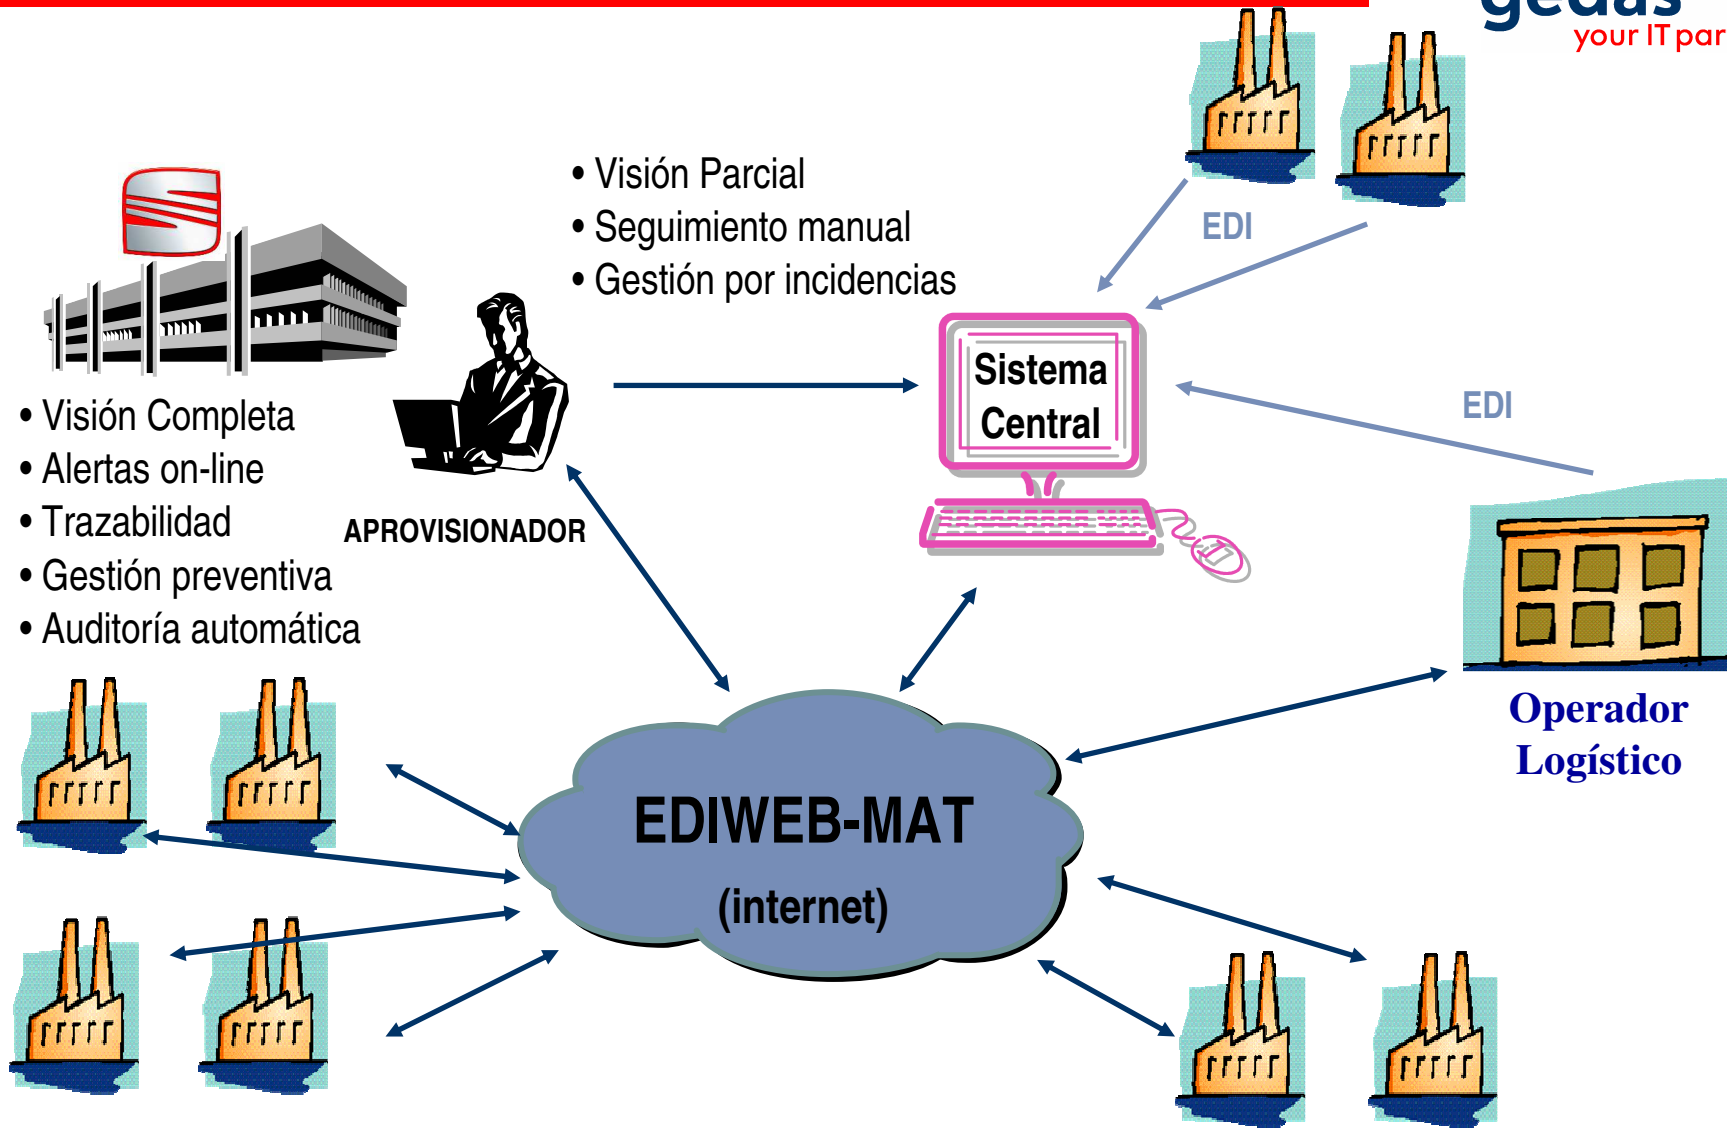 gedas
your IT par
• Visión Parcial
• Seguimiento manual
• Gestión por incidencias
EDI
Sistema
Central
EDI
• Visión Completa
• Alertas on-line
• Trazabilidad
• Gestión preventiva
• Auditoría automática
APROVISIONADOR
Operador
Logístico
EDIWEB-MAT
(internet)